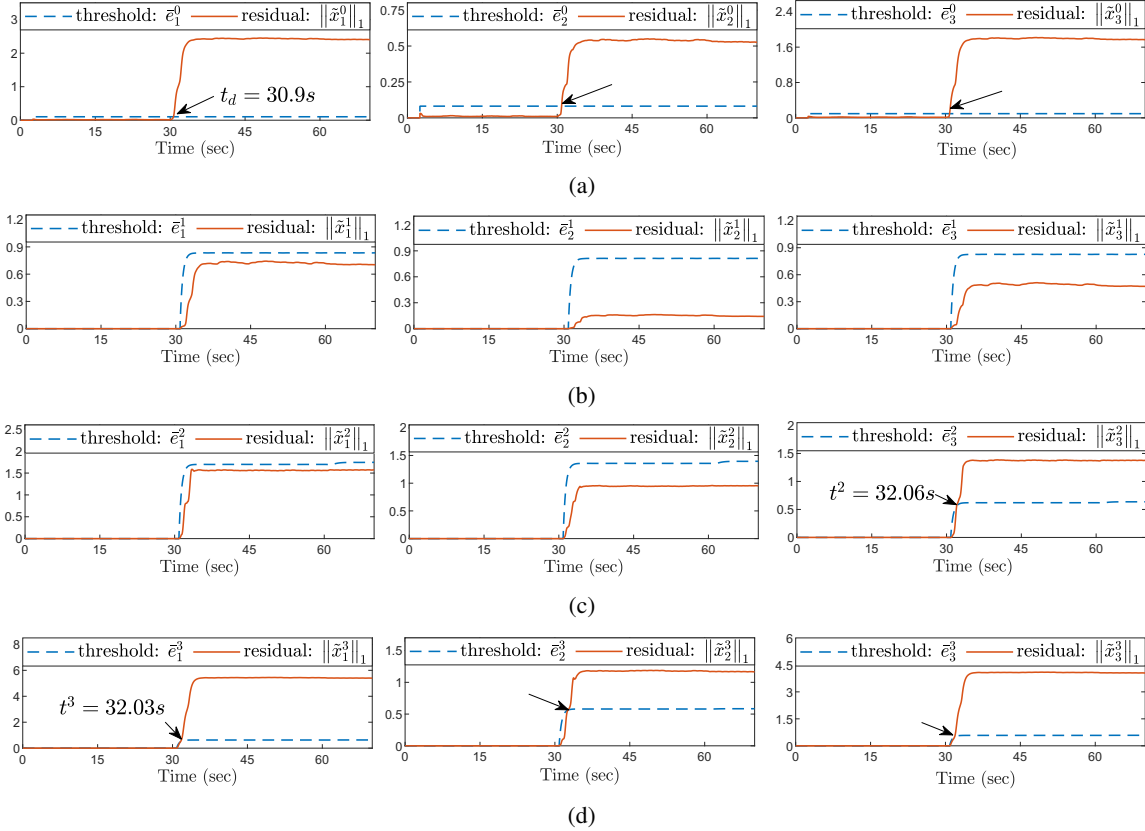 threshold: ē₁⁰ residual: ‖x̃₁⁰‖₁
3
2
1
0
t_d = 30.9s
0 15 30 45 60
Time (sec)
threshold: ē₂⁰ residual: ‖x̃₂⁰‖₁
0.75
0.5
0.25
0
0 15 30 45 60
Time (sec)
threshold: ē₃⁰ residual: ‖x̃₃⁰‖₁
2.4
1.6
0.8
0
0 15 30 45 60
Time (sec)
(a)
threshold: ē₁¹ residual: ‖x̃₁¹‖₁
1.2
0.9
0.6
0.3
0
0 15 30 45 60
Time (sec)
threshold: ē₂¹ residual: ‖x̃₂¹‖₁
1.2
0.9
0.6
0.3
0
0 15 30 45 60
Time (sec)
threshold: ē₃¹ residual: ‖x̃₃¹‖₁
1.2
0.9
0.6
0.3
0
0 15 30 45 60
Time (sec)
(b)
threshold: ē₁² residual: ‖x̃₁²‖₁
2.5
2
1.5
1
0.5
0
0 15 30 45 60
Time (sec)
threshold: ē₂² residual: ‖x̃₂²‖₁
2
1.5
1
0.5
0
0 15 30 45 60
Time (sec)
threshold: ē₃² residual: ‖x̃₃²‖₁
2
1.5
1
0.5
0
t² = 32.06s
0 15 30 45 60
Time (sec)
(c)
threshold: ē₁³ residual: ‖x̃₁³‖₁
8
6
4
2
0
t³ = 32.03s
0 15 30 45 60
Time (sec)
threshold: ē₂³ residual: ‖x̃₂³‖₁
1.5
1
0.5
0
0 15 30 45 60
Time (sec)
threshold: ē₃³ residual: ‖x̃₃³‖₁
6
4.5
3
1.5
0
0 15 30 45 60
Time (sec)
(d)